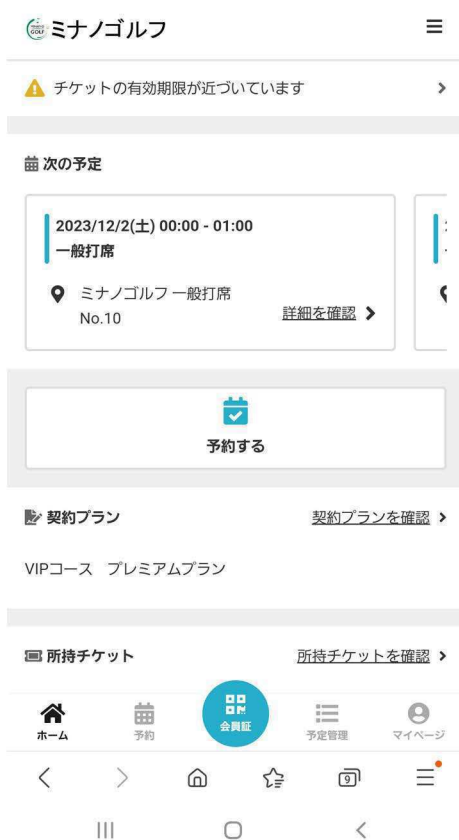 ミナノゴルフ
チケットの有効期限が近づいています
次の予定
2023/12/2(土) 00:00 - 01:00
一般打席
ミナノゴルフ 一般打席
No.10
詳細を確認
予約する
契約プラン
契約プランを確認
VIPコース プレミアムプラン
所持チケット
所持チケットを確認
ホーム
予約
会員証
予定管理
マイページ
9